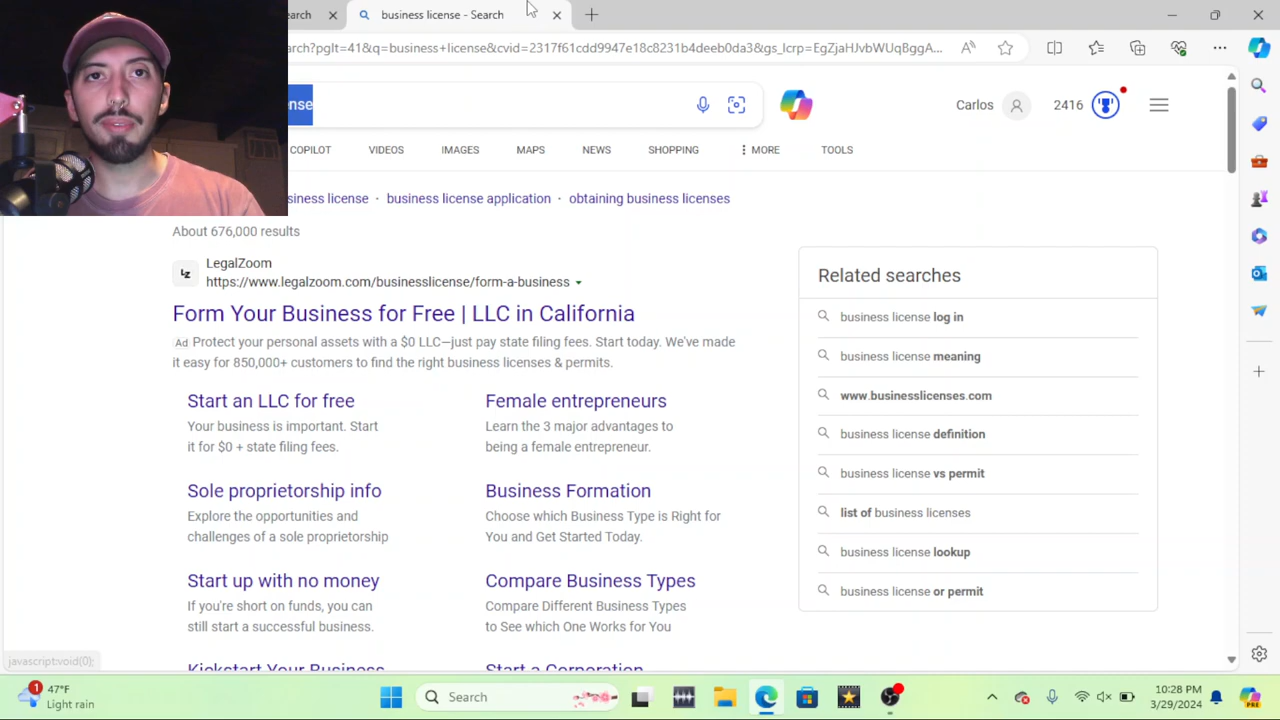 earch
business license - Search
search?pglt=41&q=business+license&cvid=2317f61cdd9947e18c8231b4deeb0da3&gs_lcrp=EgZjaHJvbWUqBggA...
ense
Carlos
2416
COPILOT VIDEOS IMAGES MAPS NEWS SHOPPING MORE TOOLS
siness license · business license application · obtaining business licenses
About 676,000 results
LZ
LegalZoom
https://www.legalzoom.com/businesslicense/form-a-business
Form Your Business for Free | LLC in California
Ad Protect your personal assets with a $0 LLC—just pay state filing fees. Start today. We've made
it easy for 850,000+ customers to find the right business licenses & permits.
Start an LLC for free
Your business is important. Start
it for $0 + state filing fees.
Female entrepreneurs
Learn the 3 major advantages to
being a female entrepreneur.
Sole proprietorship info
Explore the opportunities and
challenges of a sole proprietorship
Business Formation
Choose which Business Type is Right for
You and Get Started Today.
Start up with no money
If you're short on funds, you can
still start a successful business.
Compare Business Types
Compare Different Business Types
to See which One Works for You
Kickstart Your Business
Start a Corporation
Related searches
business license log in
business license meaning
www.businesslicenses.com
business license definition
business license vs permit
list of business licenses
business license lookup
business license or permit
javascript:void(0);
1
47°F
Light rain
Search
10:28 PM
3/29/2024
PRE